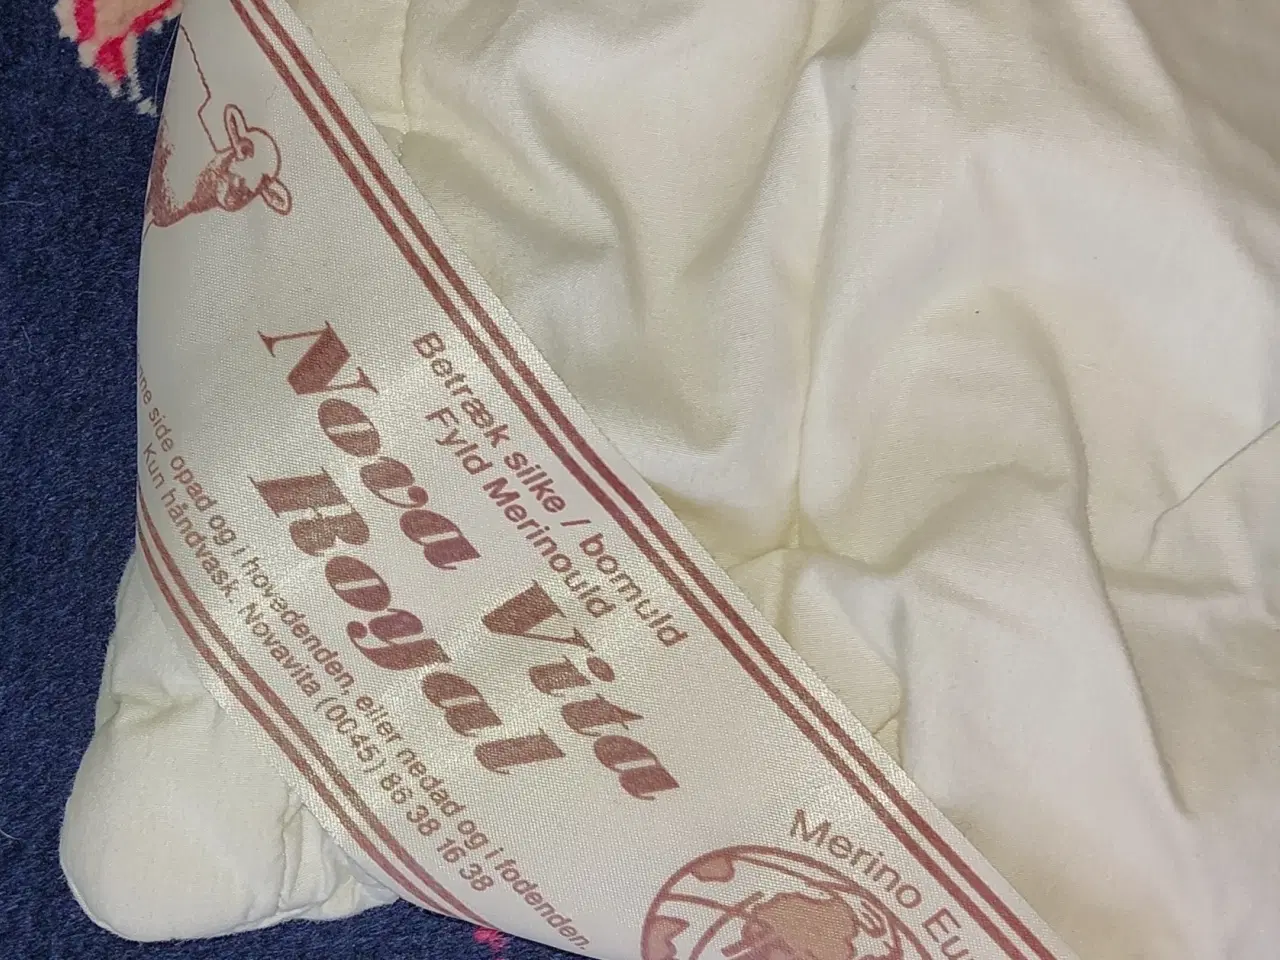 Betræk silke / bomuld
Fyld Merinould
Nova Vita
Royal
side opad og i hovedenden, eller nedad og i fodenden.
Kun håndvask. Novavita (0045) 86 38 16 38
Merino